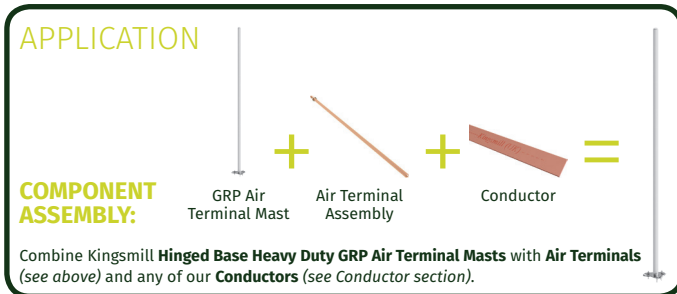 APPLICATION
+ + =
COMPONENT
ASSEMBLY:
GRP Air
Terminal Mast
Air Terminal
Assembly
Conductor
Combine Kingsmill Hinged Base Heavy Duty GRP Air Terminal Masts with Air Terminals
(see above) and any of our Conductors (see Conductor section).